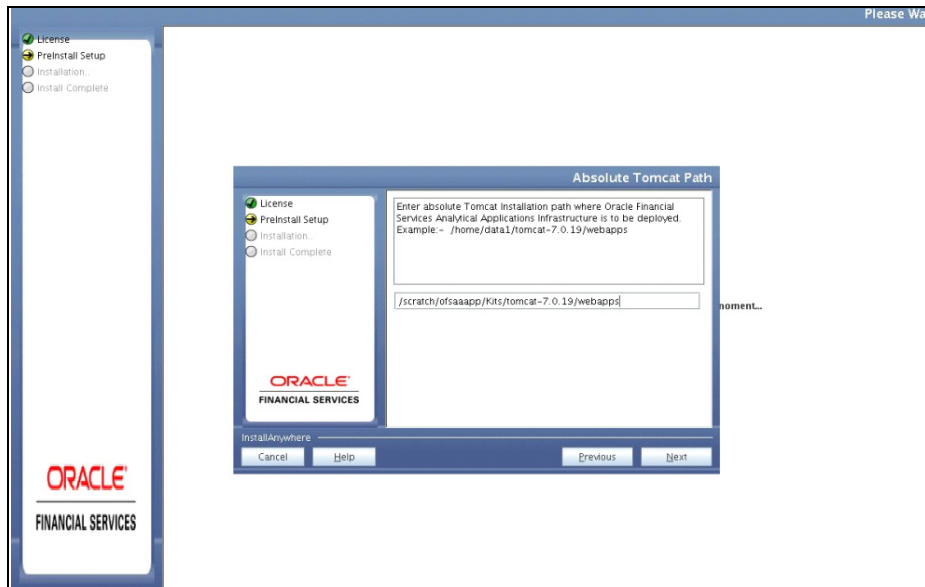 Please Wa
License
PreInstall Setup
Installation..
Install Complete
Absolute Tomcat Path
License
PreInstall Setup
Installation..
Install Complete
Enter absolute Tomcat Installation path where Oracle Financial
Services Analytical Applications Infrastructure is to be deployed.
Example:- /home/data1/tomcat-7.0.19/webapps
/scratch/ofsaaapp/Kits/tomcat-7.0.19/webapps
noment...
ORACLE
FINANCIAL SERVICES
InstallAnywhere
Cancel Help Previous Next
ORACLE
FINANCIAL SERVICES